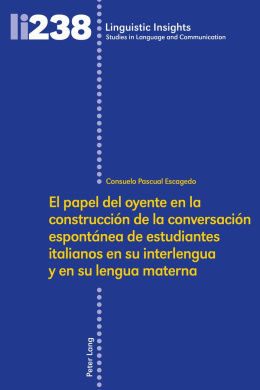 li238
Linguistic Insights
Studies in Language and Communication
Consuelo Pascual Escagedo
El papel del oyente en la
construcción de la conversación
espontánea de estudiantes
italianos en su interlengua
y en su lengua materna
Peter Lang